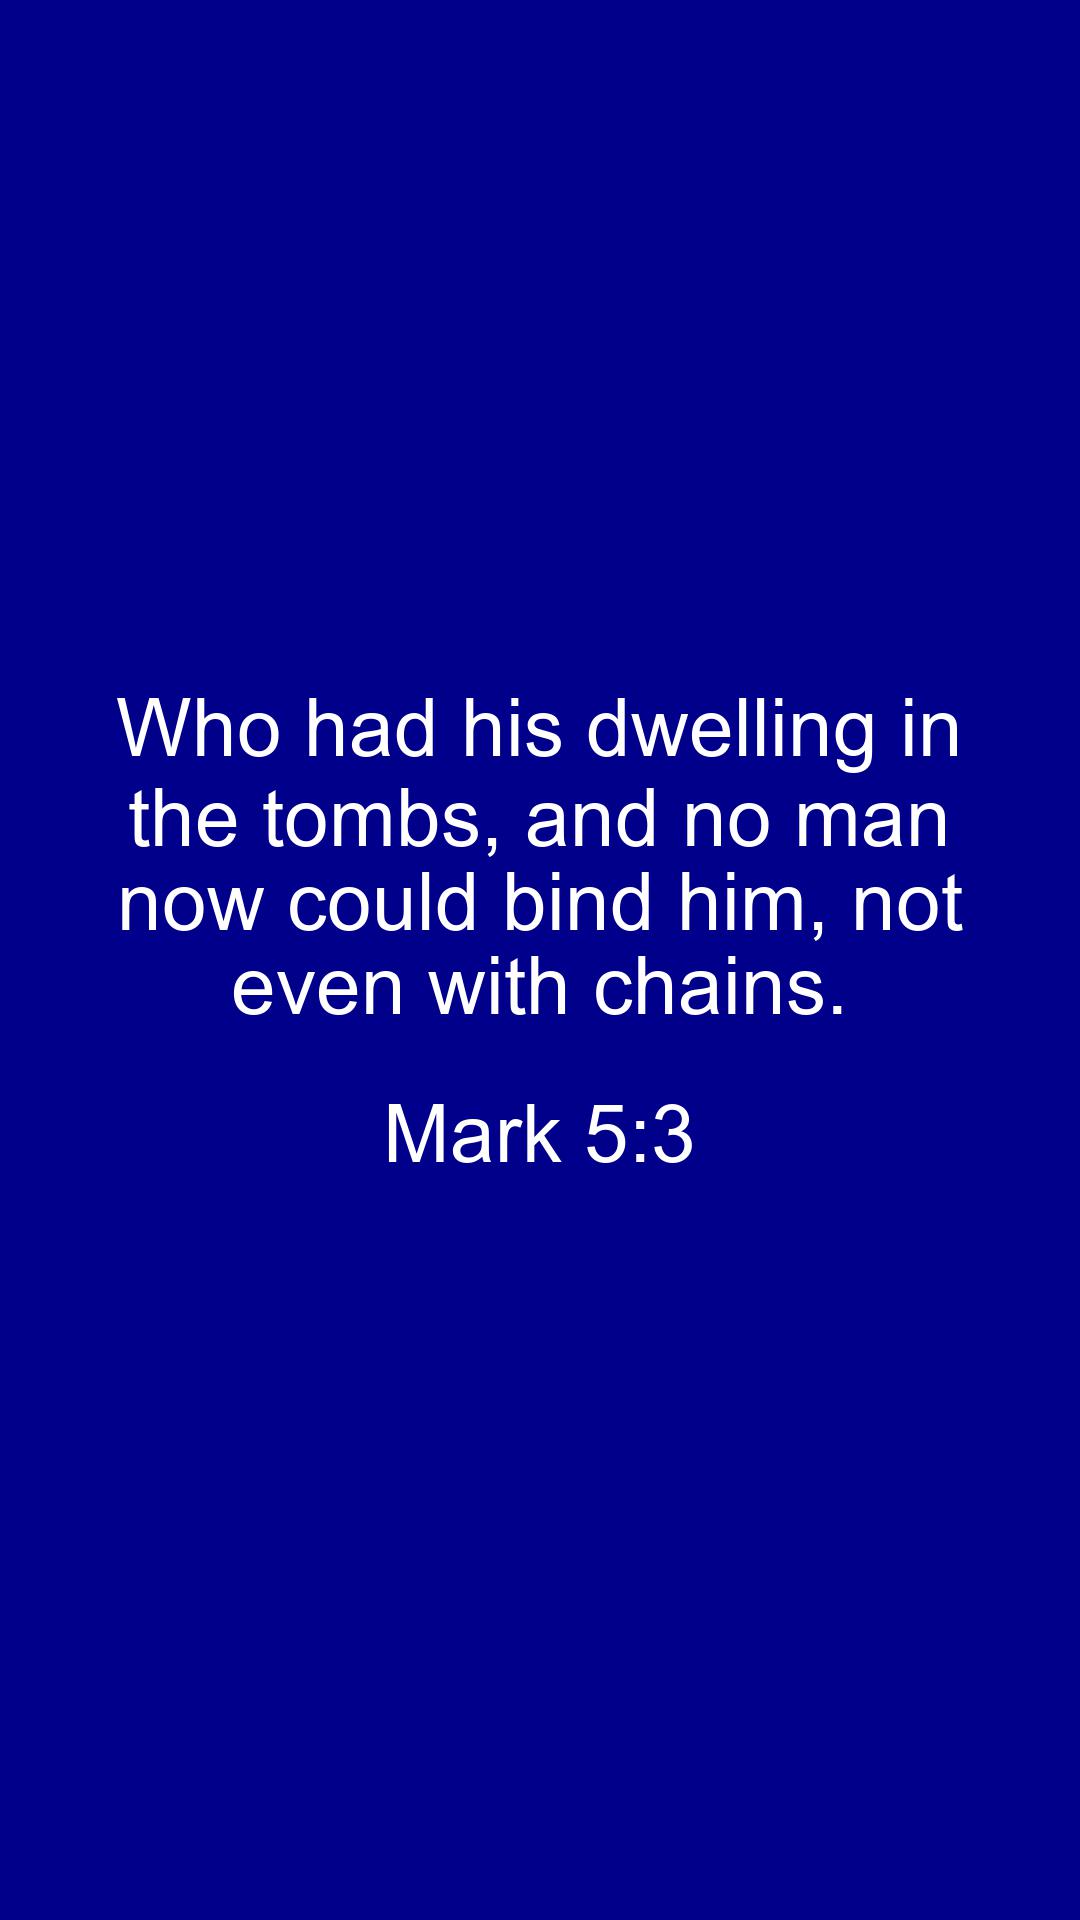 Who had his dwelling in
the tombs, and no man
now could bind him, not
even with chains.
Mark 5:3